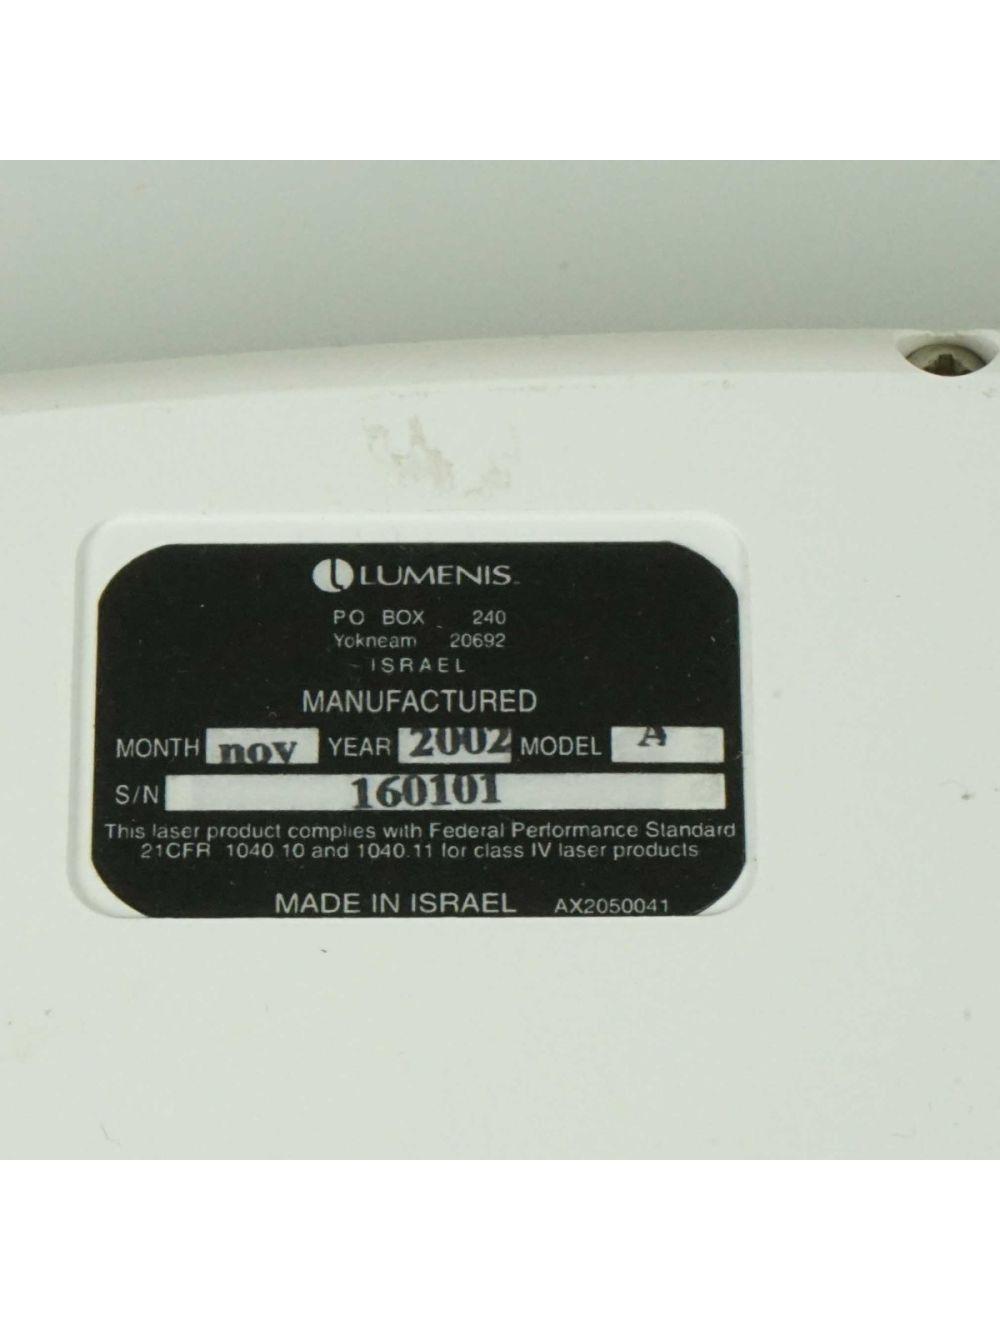 LUMENIS™
PO BOX 240
Yokneam 20692
ISRAEL
MANUFACTURED
MONTH nov YEAR 2002 MODEL A
S/N 160101
This laser product complies with Federal Performance Standard
21CFR 1040.10 and 1040.11 for class IV laser products
MADE IN ISRAEL AX2050041